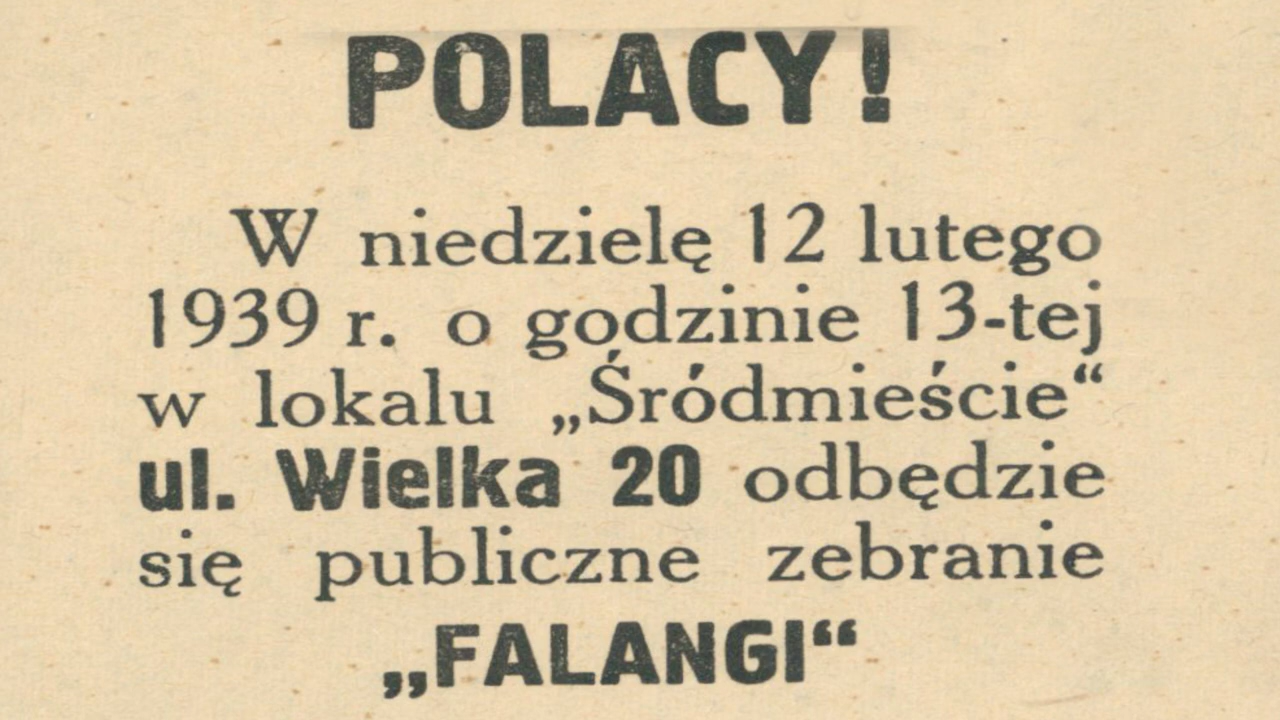 POLACY!
W niedzielę 12 lutego
1939 r. o godzinie 13-tej
w lokalu „Śródmieście“
ul. Wielka 20 odbędzie
się publiczne zebranie
„FALANGI“